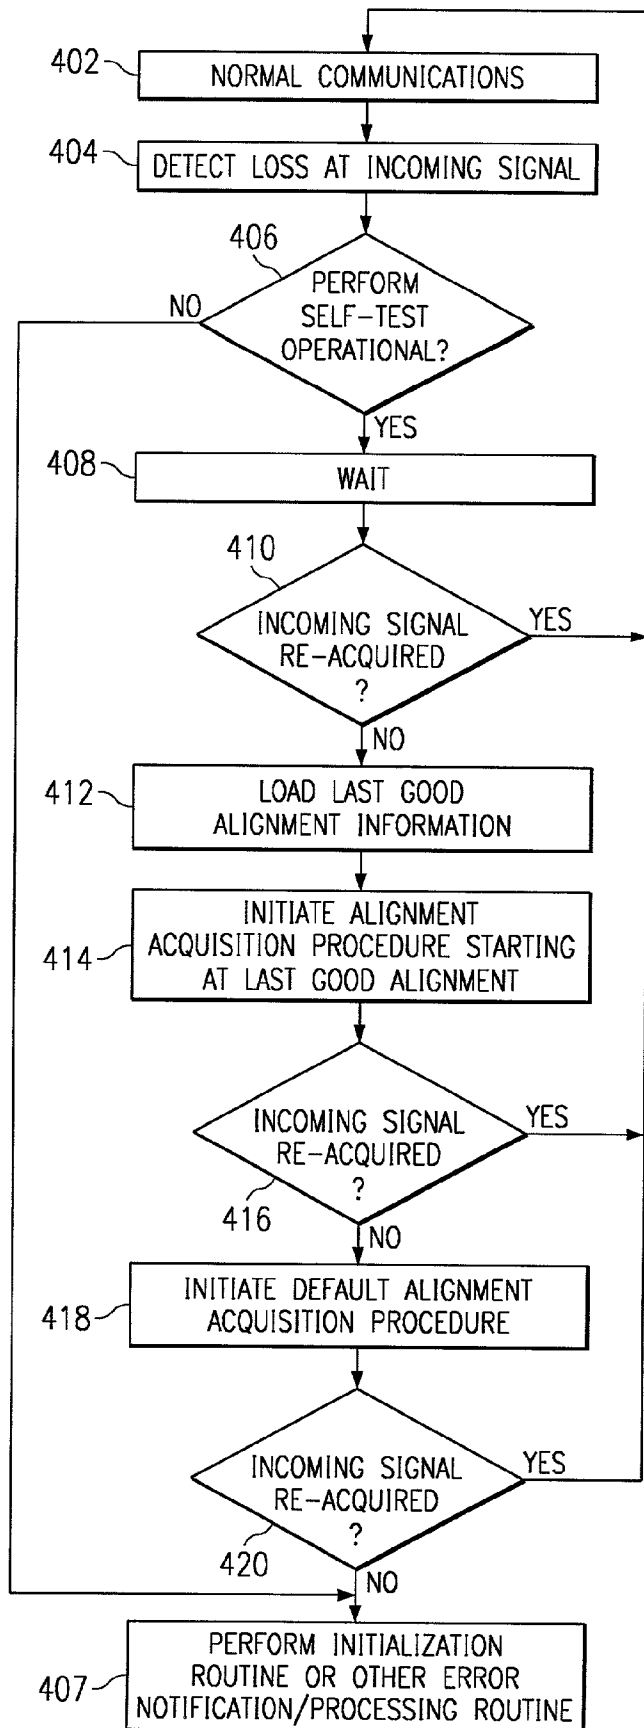 402
NORMAL COMMUNICATIONS
404
DETECT LOSS AT INCOMING SIGNAL
406
PERFORM
SELF-TEST
OPERATIONAL?
NO
YES
408
WAIT
410
INCOMING SIGNAL
RE-ACQUIRED
?
YES
NO
412
LOAD LAST GOOD
ALIGNMENT INFORMATION
414
INITIATE ALIGNMENT
ACQUISITION PROCEDURE STARTING
AT LAST GOOD ALIGNMENT
INCOMING SIGNAL
RE-ACQUIRED
?
YES
416
NO
418
INITIATE DEFAULT ALIGNMENT
ACQUISITION PROCEDURE
INCOMING SIGNAL
RE-ACQUIRED
?
YES
420
NO
407
PERFORM INITIALIZATION
ROUTINE OR OTHER ERROR
NOTIFICATION/PROCESSING ROUTINE